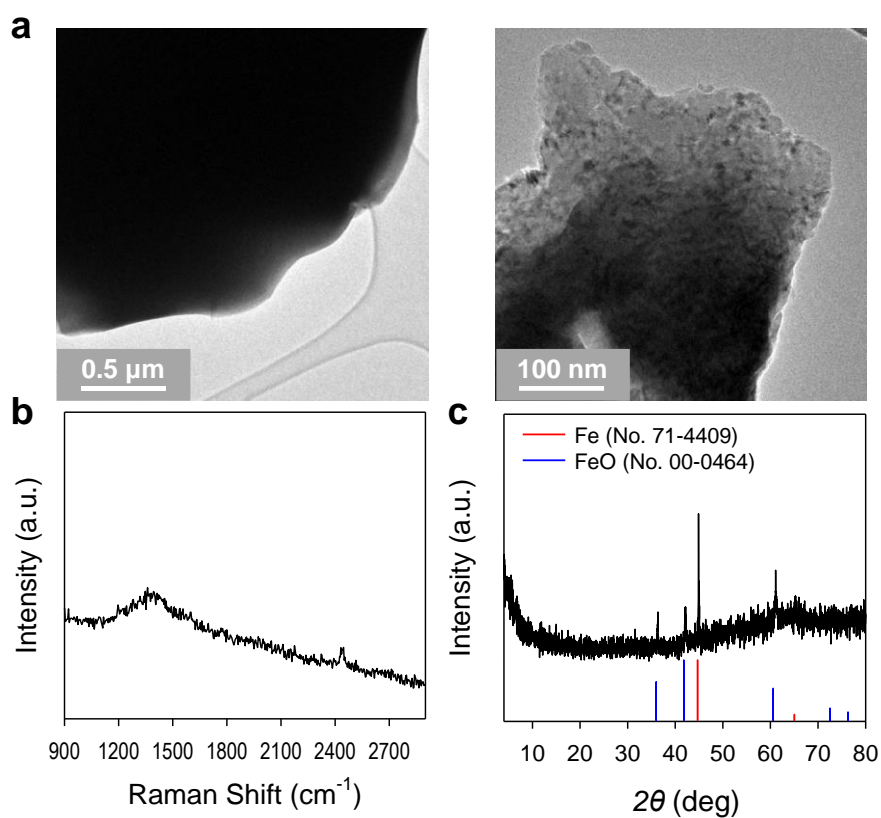 a
0.5 μm
100 nm
b
Intensity (a.u.)
900 1200 1500 1800 2100 2400 2700
Raman Shift (cm⁻¹)
c
Fe (No. 71-4409)
FeO (No. 00-0464)
Intensity (a.u.)
10 20 30 40 50 60 70 80
2θ (deg)